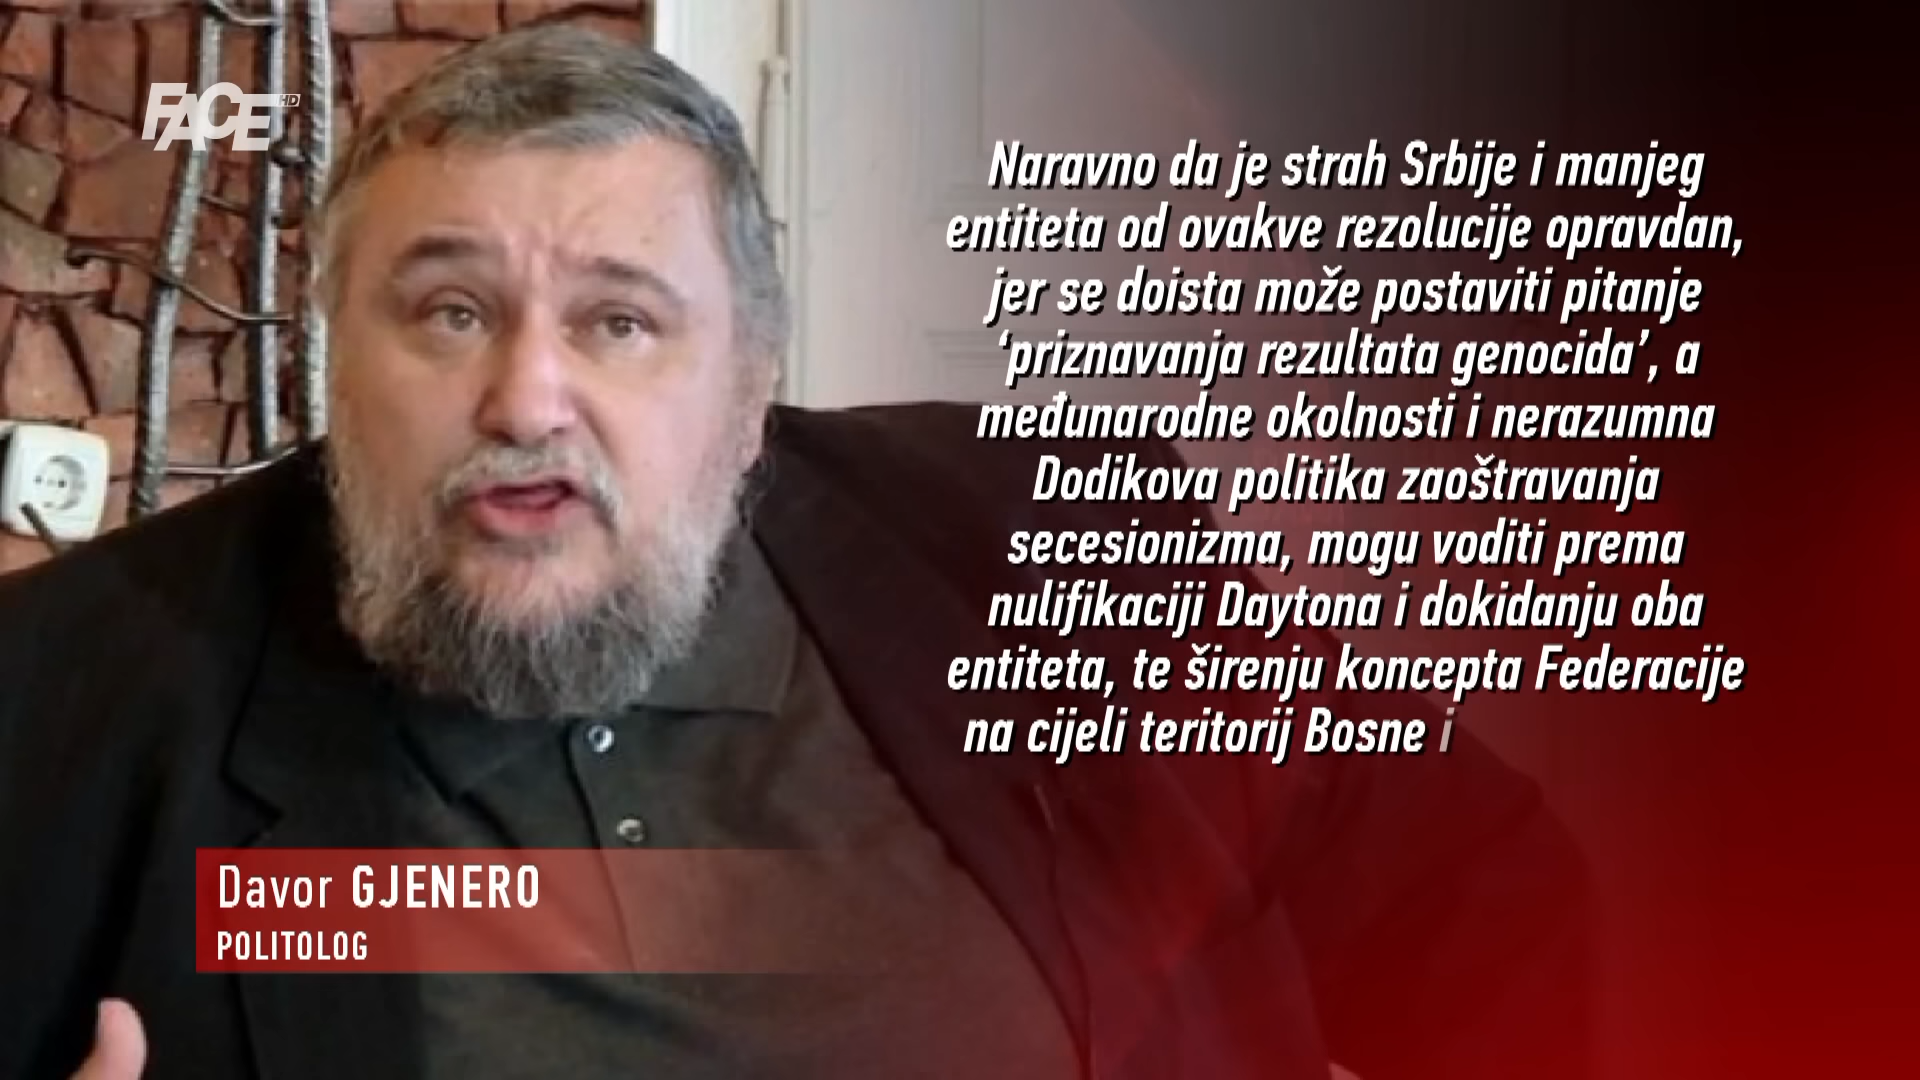 FACE HD
Naravno da je strah Srbije i manjeg
entiteta od ovakve rezolucije opravdan,
jer se doista može postaviti pitanje
‘priznavanja rezultata genocida’, a
međunarodne okolnosti i nerazumna
Dodikova politika zaoštravanja
secesionizma, mogu voditi prema
nulifikaciji Daytona i dokidanju oba
entiteta, te širenju koncepta Federacije
na cijeli teritorij Bosne i
Davor GJENERO
POLITOLOG